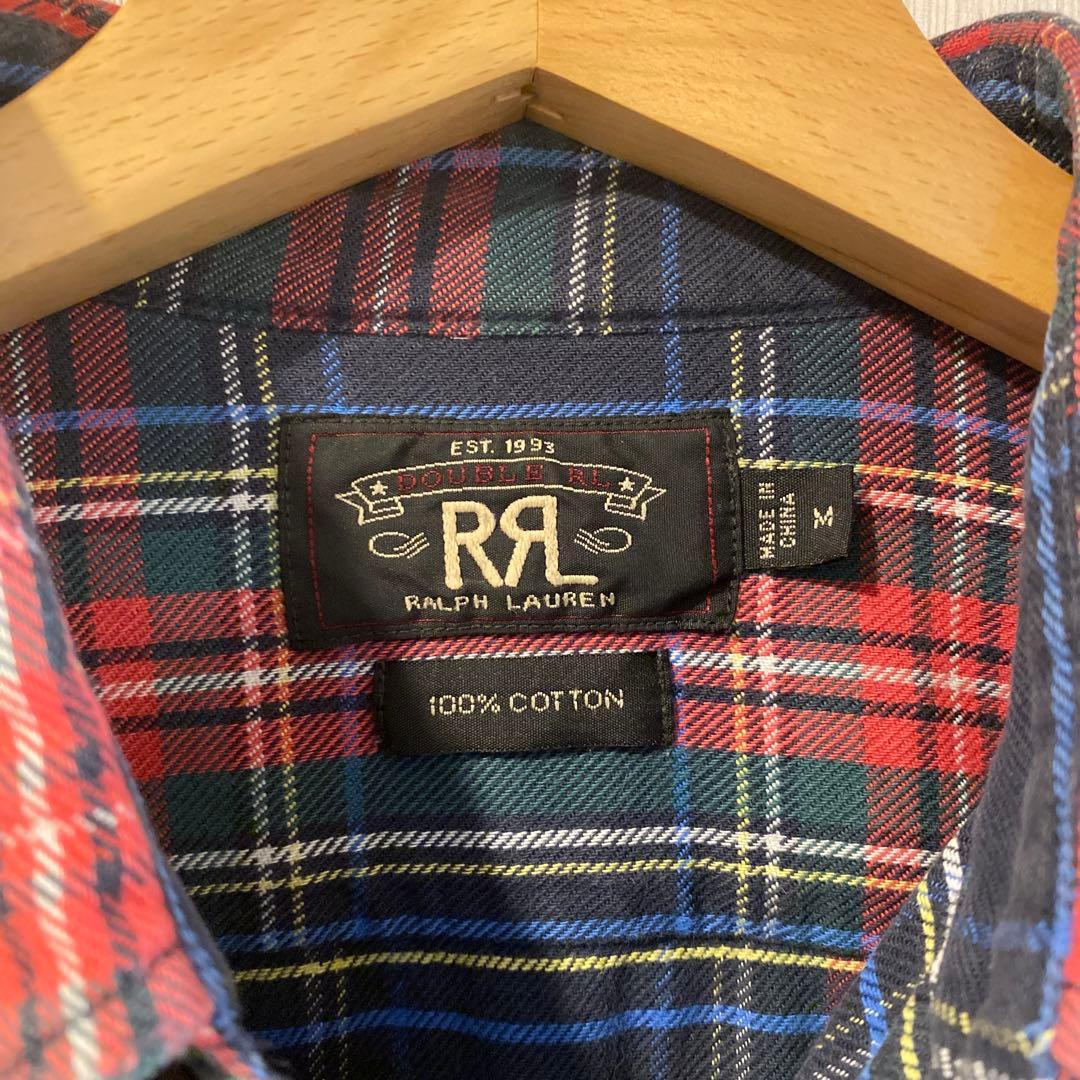 EST. 1993
DOUBLE RL
RRL
RALPH LAUREN
MADE IN
CHINA
M
100% COTTON